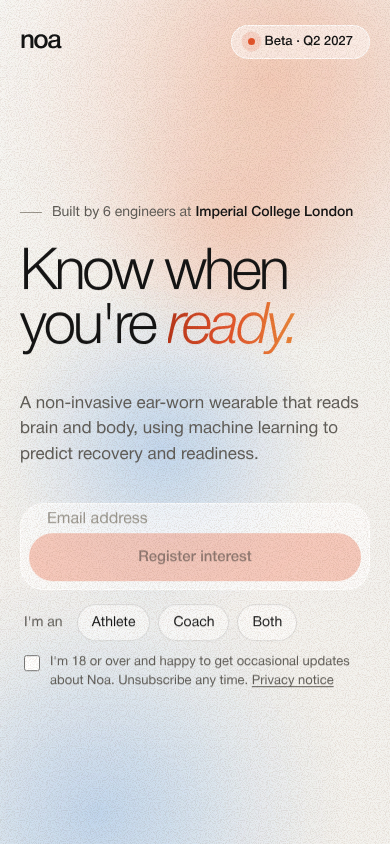 noa
Beta · Q2 2027
Built by 6 engineers at Imperial College London
Know when
you're ready.
A non-invasive ear-worn wearable that reads
brain and body, using machine learning to
predict recovery and readiness.
Email address
Register interest
I'm an
Athlete
Coach
Both
I'm 18 or over and happy to get occasional updates
about Noa. Unsubscribe any time. Privacy notice